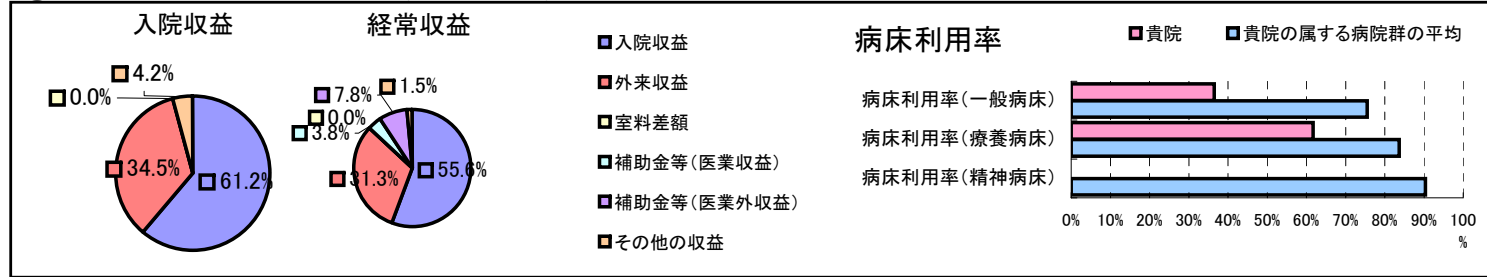 入院収益
4.2%
0.0%
34.5%
61.2%
経常収益
7.8%
1.5%
0.0%
3.8%
31.3%
55.6%
入院収益
外来収益
室料差額
補助金等(医業収益)
補助金等(医業外収益)
その他の収益
病床利用率
貴院 貴院の属する病院群の平均
病床利用率(一般病床)
病床利用率(療養病床)
病床利用率(精神病床)
0% 10% 20% 30% 40% 50% 60% 70% 80% 90% 100
%